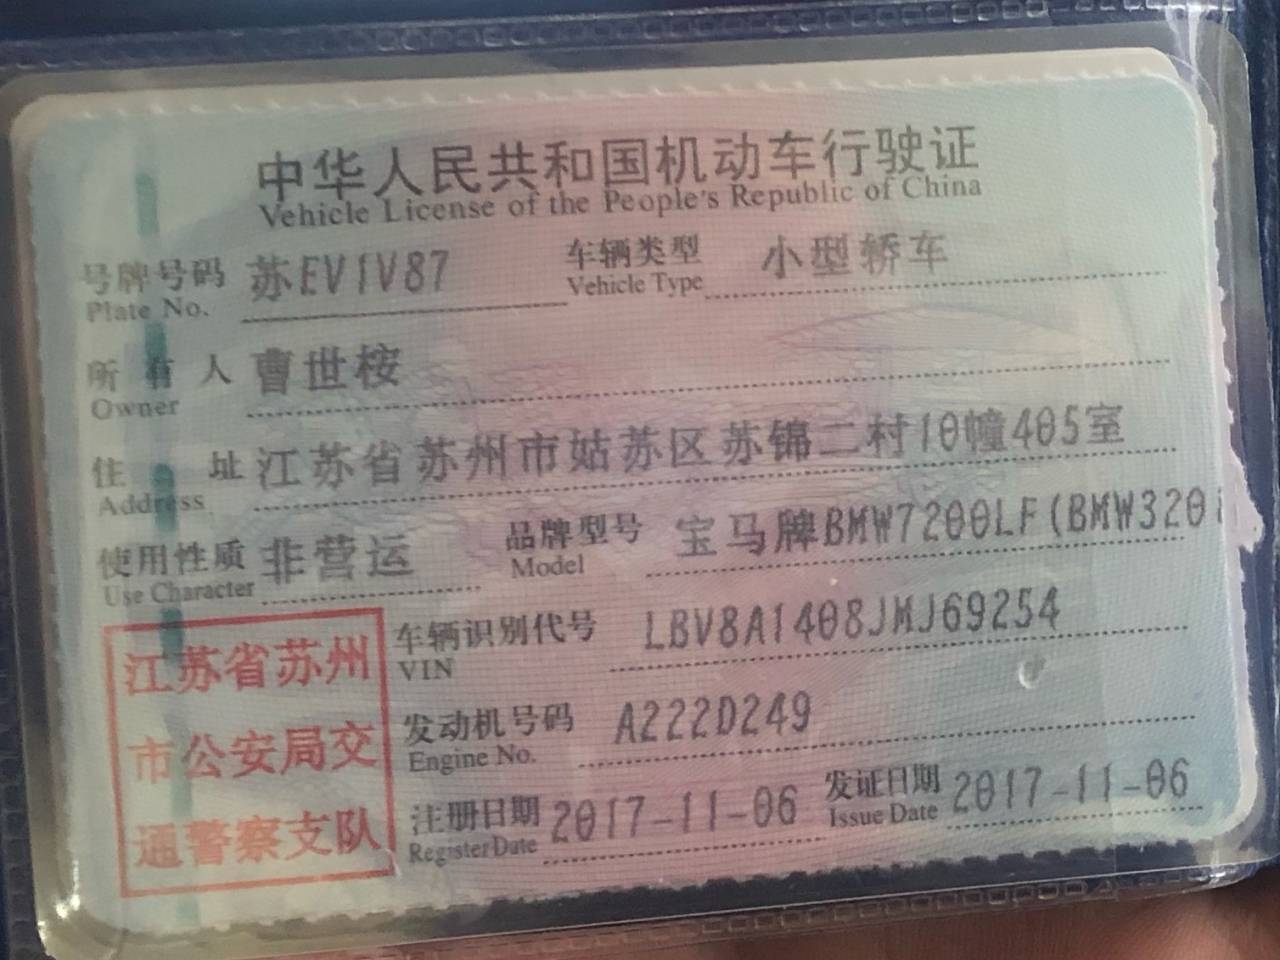 中华人民共和国机动车行驶证
Vehicle License of the People's Republic of China
号牌号码 苏EV1V87 车辆类型 小型轿车
Plate No. Vehicle Type
所有人 曹世桉
Owner
住址 江苏省苏州市姑苏区苏锦二村10幢405室
Address
使用性质 非营运 品牌型号 宝马牌BMW7200LF(BMW320i
Use Character Model
车辆识别代号 LBV8A1408JMJ69254
VIN
发动机号码 A222D249
Engine No.
注册日期 2017-11-06 发证日期 2017-11-06
Register Date Issue Date
江苏省苏州
市公安局交
通警察支队